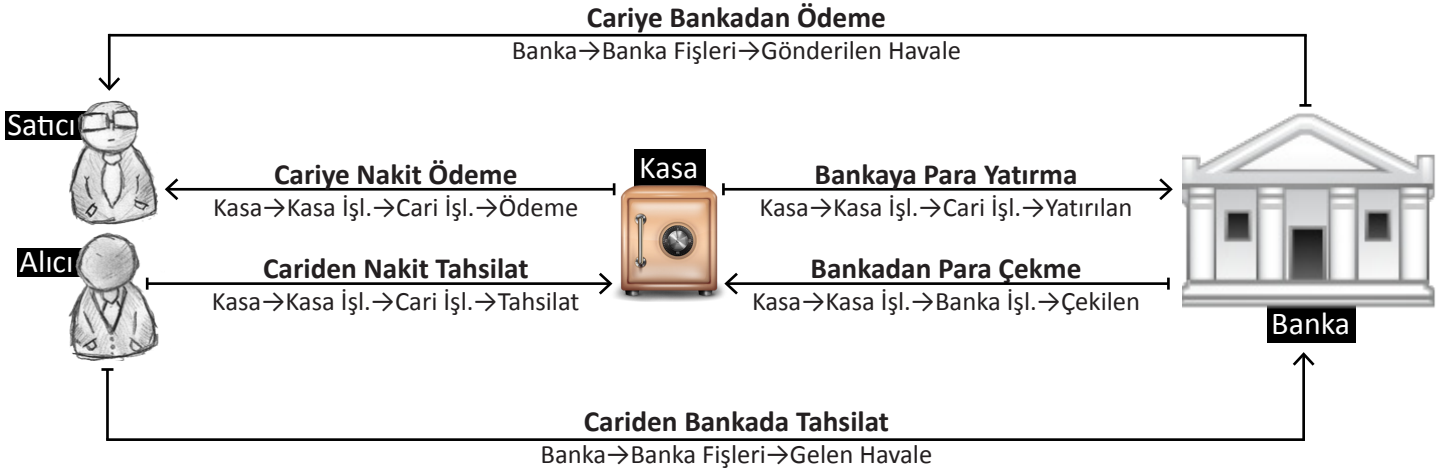 Cariye Bankadan Ödeme
Banka→Banka Fişleri→Gönderilen Havale
Satıcı
Cariye Nakit Ödeme
Kasa→Kasa İşl.→Cari İşl.→Ödeme
Kasa
Bankaya Para Yatırma
Kasa→Kasa İşl.→Cari İşl.→Yatırılan
Alıcı
Cariden Nakit Tahsilat
Kasa→Kasa İşl.→Cari İşl.→Tahsilat
Bankadan Para Çekme
Kasa→Kasa İşl.→Banka İşl.→Çekilen
Banka
Cariden Bankada Tahsilat
Banka→Banka Fişleri→Gelen Havale